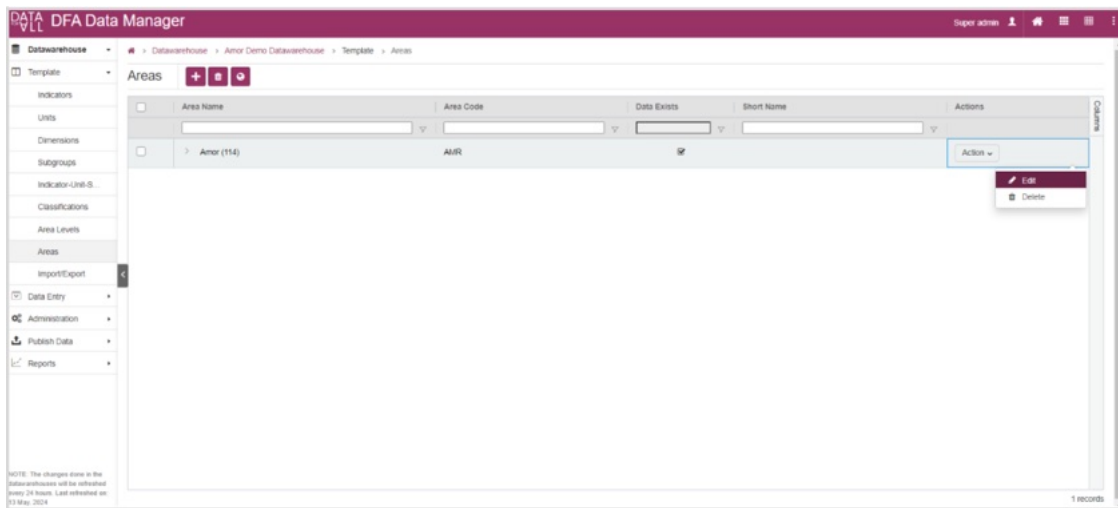 DATA FOR ALL DFA Data Manager
Super admin
Datawarehouse
Datawarehouse > Amor Demo Datawarehouse > Template > Areas
Template
Areas
Indicators
Units
Dimensions
Subgroups
Indicator-Unit-S...
Classifications
Area Levels
Areas
Import/Export
Data Entry
Administration
Publish Data
Reports
Area Name Area Code Data Exists Short Name Actions
Columns
Amor (114) AMR Action
Edit
Delete
NOTE: The changes done in the
datawarehouses will be refreshed
every 24 hours. Last refreshed on:
13 May, 2024
1 records